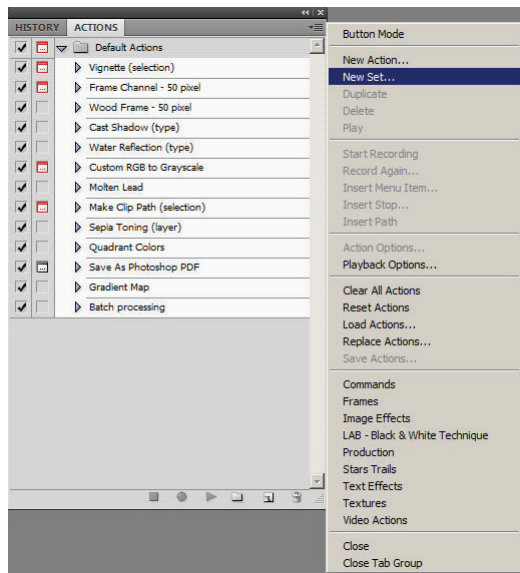 HISTORY ACTIONS
Default Actions
Vignette (selection)
Frame Channel - 50 pixel
Wood Frame - 50 pixel
Cast Shadow (type)
Water Reflection (type)
Custom RGB to Grayscale
Molten Lead
Make Clip Path (selection)
Sepia Toning (layer)
Quadrant Colors
Save As Photoshop PDF
Gradient Map
Batch processing
Button Mode
New Action...
New Set...
Duplicate
Delete
Play
Start Recording
Record Again...
Insert Menu Item...
Insert Stop...
Insert Path
Action Options...
Playback Options...
Clear All Actions
Reset Actions
Load Actions...
Replace Actions...
Save Actions...
Commands
Frames
Image Effects
LAB - Black & White Technique
Production
Stars Trails
Text Effects
Textures
Video Actions
Close
Close Tab Group